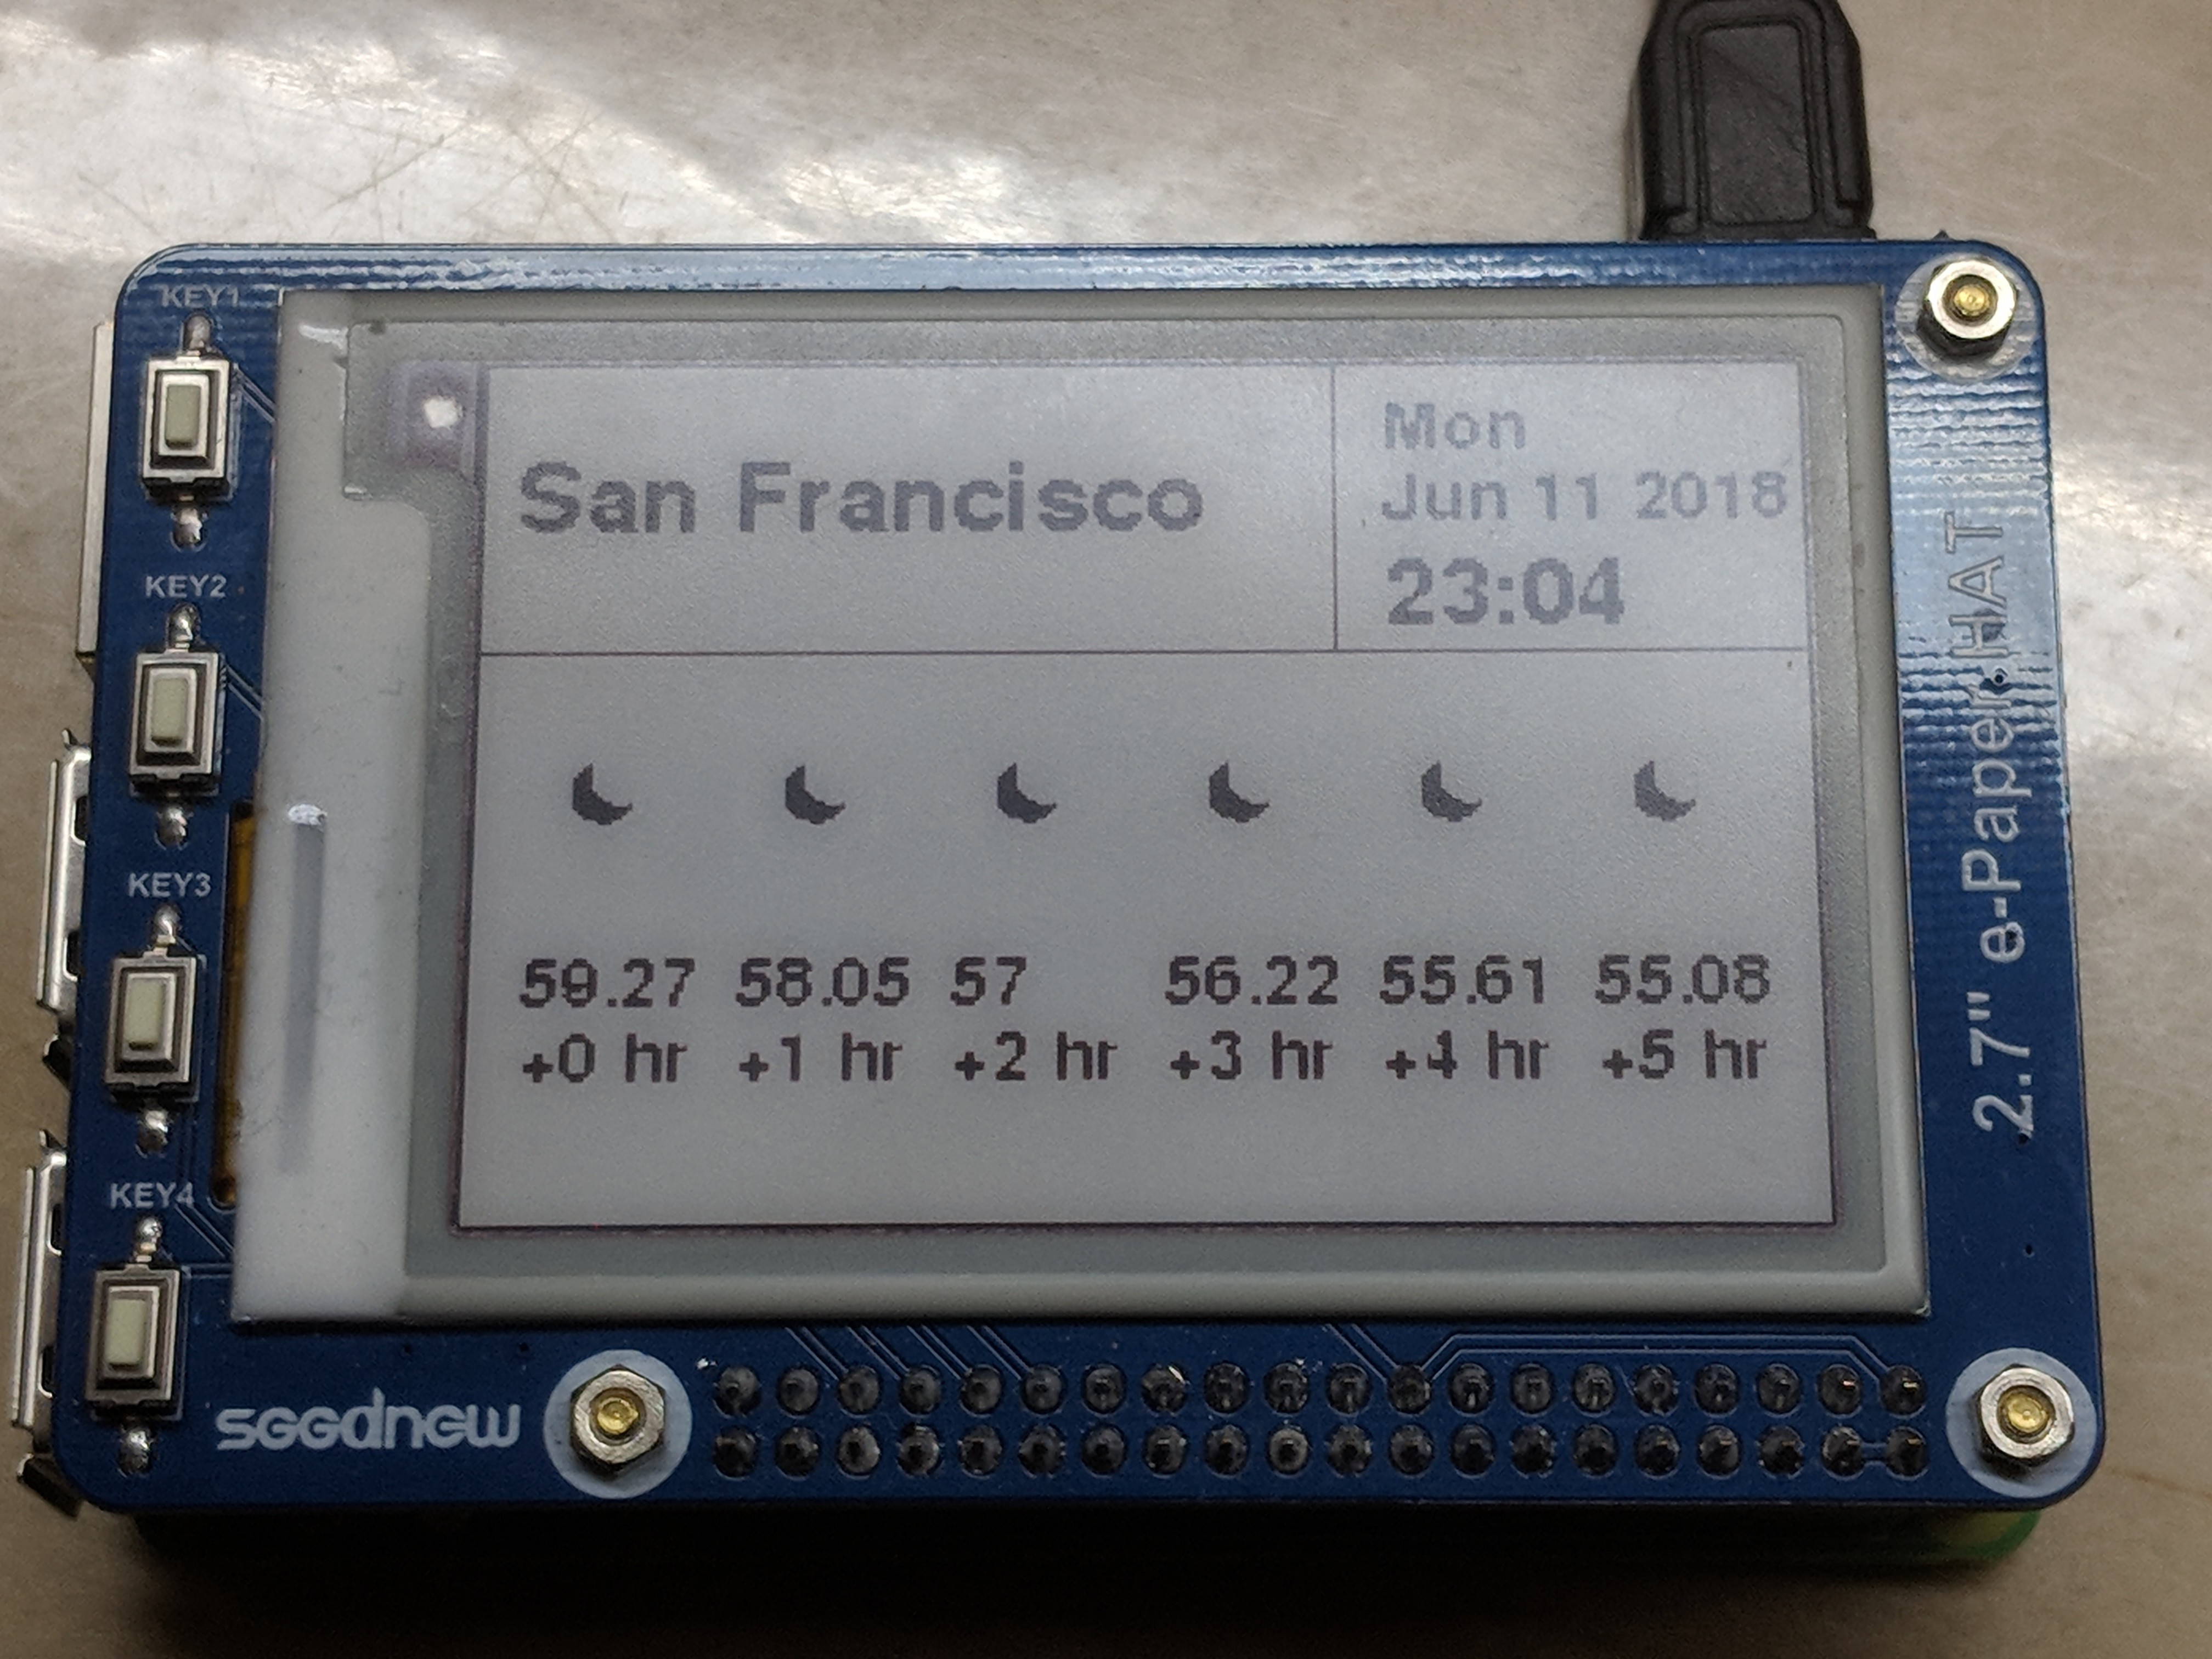 KEY1
KEY2
KEY3
KEY4
San Francisco
Mon
Jun 11 2018
23:04
59.27 58.05 57 56.22 55.61 55.08
+0 hr +1 hr +2 hr +3 hr +4 hr +5 hr
2.7" e-Paper HAT
seednew